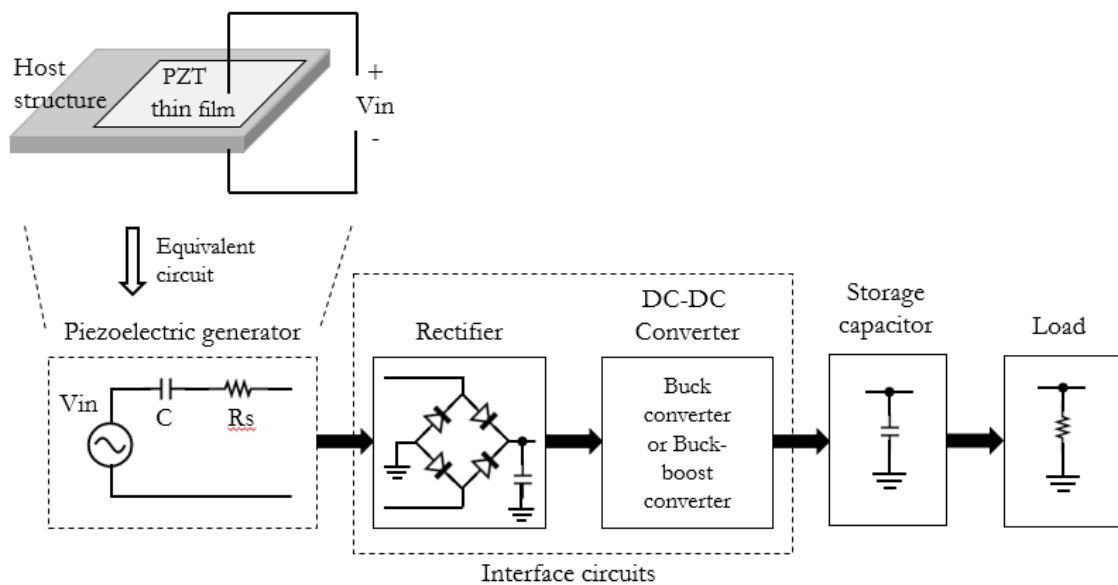 Host
structure
PZT
thin film
+
Vin
-
Equivalent
circuit
Piezoelectric generator
Vin
C
Rs
Rectifier
DC-DC
Converter
Buck
converter
or Buck-
boost
converter
Storage
capacitor
Load
Interface circuits